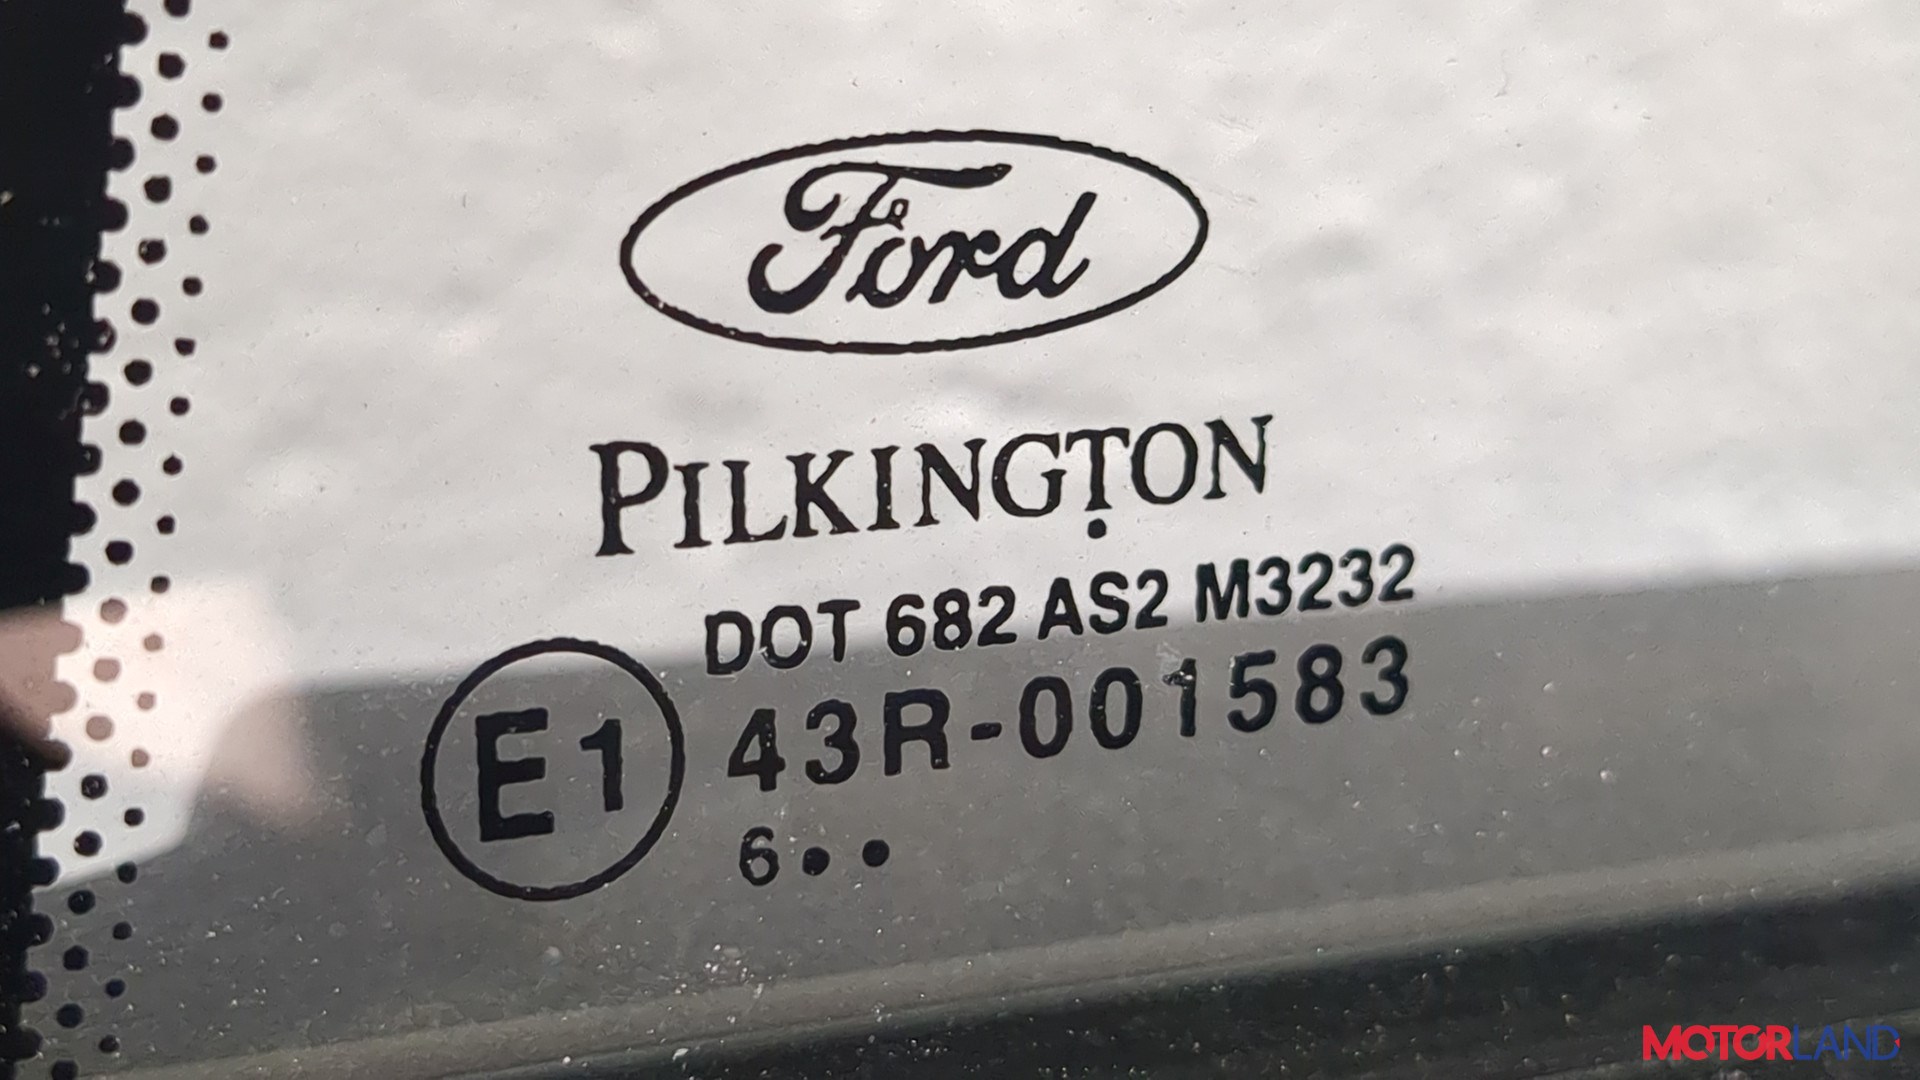 Ford
PILKINGTON
DOT 682 AS2 M3232
E1 43R-001583
6••
MOTORLAND